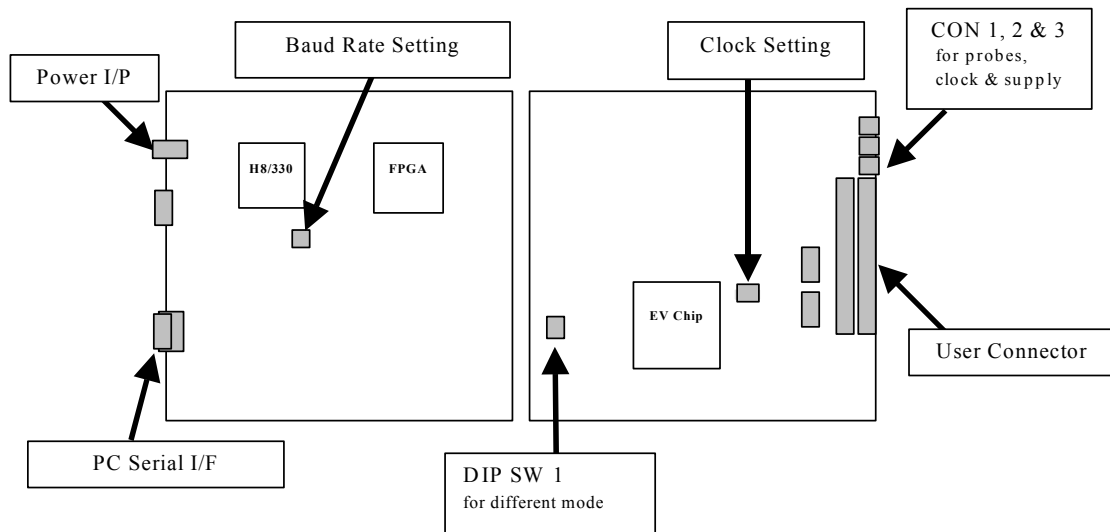 Baud Rate Setting
Clock Setting
CON 1, 2 & 3
for probes,
clock & supply
Power I/P
H8/330
FPGA
EV Chip
User Connector
PC Serial I/F
DIP SW 1
for different mode